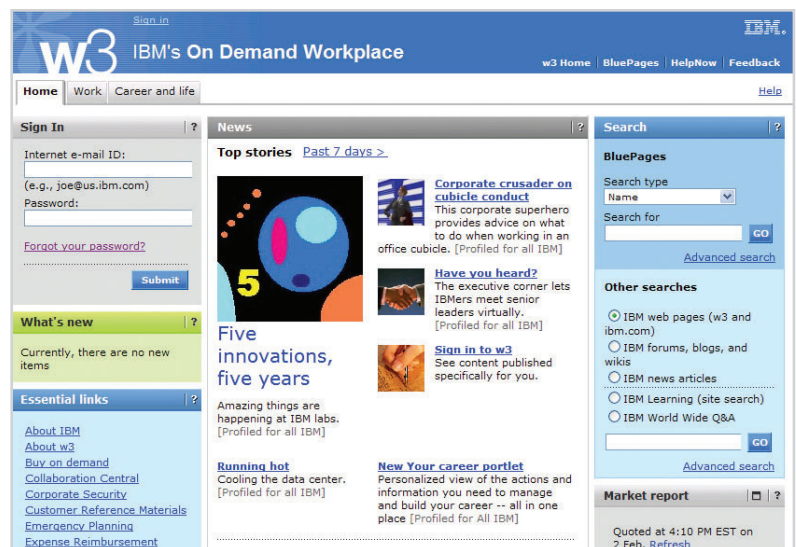 Sign in
IBM.
w3 IBM's On Demand Workplace
w3 Home BluePages HelpNow Feedback
Home Work Career and life
Help
Sign In ?
Internet e-mail ID:
(e.g., joe@us.ibm.com)
Password:
Forgot your password?
Submit
What's new ?
Currently, there are no new
items
Essential links ?
About IBM
About w3
Buy on demand
Collaboration Central
Corporate Security
Customer Reference Materials
Emergency Planning
Expense Reimbursement
News ?
Top stories Past 7 days >
5
Five
innovations,
five years
Amazing things are
happening at IBM labs.
[Profiled for all IBM]
Corporate crusader on
cubicle conduct
This corporate superhero
provides advice on what
to do when working in an
office cubicle. [Profiled for all IBM]
Have you heard?
The executive corner lets
IBMers meet senior
leaders virtually.
[Profiled for all IBM]
Sign in to w3
See content published
specifically for you.
Running hot
Cooling the data center.
[Profiled for all IBM]
New Your career portlet
Personalized view of the actions and
information you need to manage
and build your career -- all in one
place [Profiled for All IBM]
Search ?
BluePages
Search type
Name
Search for
GO
Advanced search
Other searches
IBM web pages (w3 and
ibm.com)
IBM forums, blogs, and
wikis
IBM news articles
IBM Learning (site search)
IBM World Wide Q&A
GO
Advanced search
Market report ?
Quoted at 4:10 PM EST on
2 Feb. Refresh